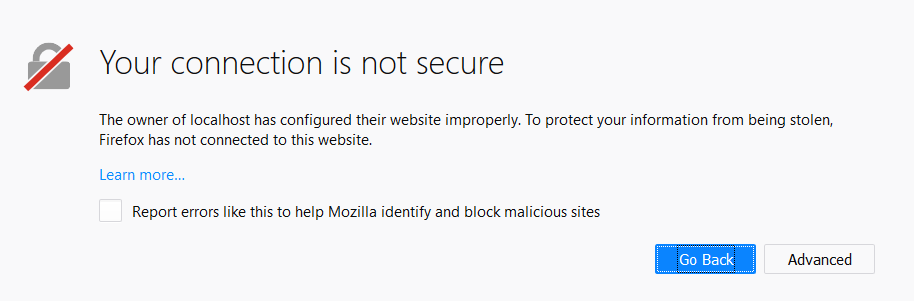 Your connection is not secure
The owner of localhost has configured their website improperly. To protect your information from being stolen,
Firefox has not connected to this website.
Learn more...
Report errors like this to help Mozilla identify and block malicious sites
Go Back
Advanced